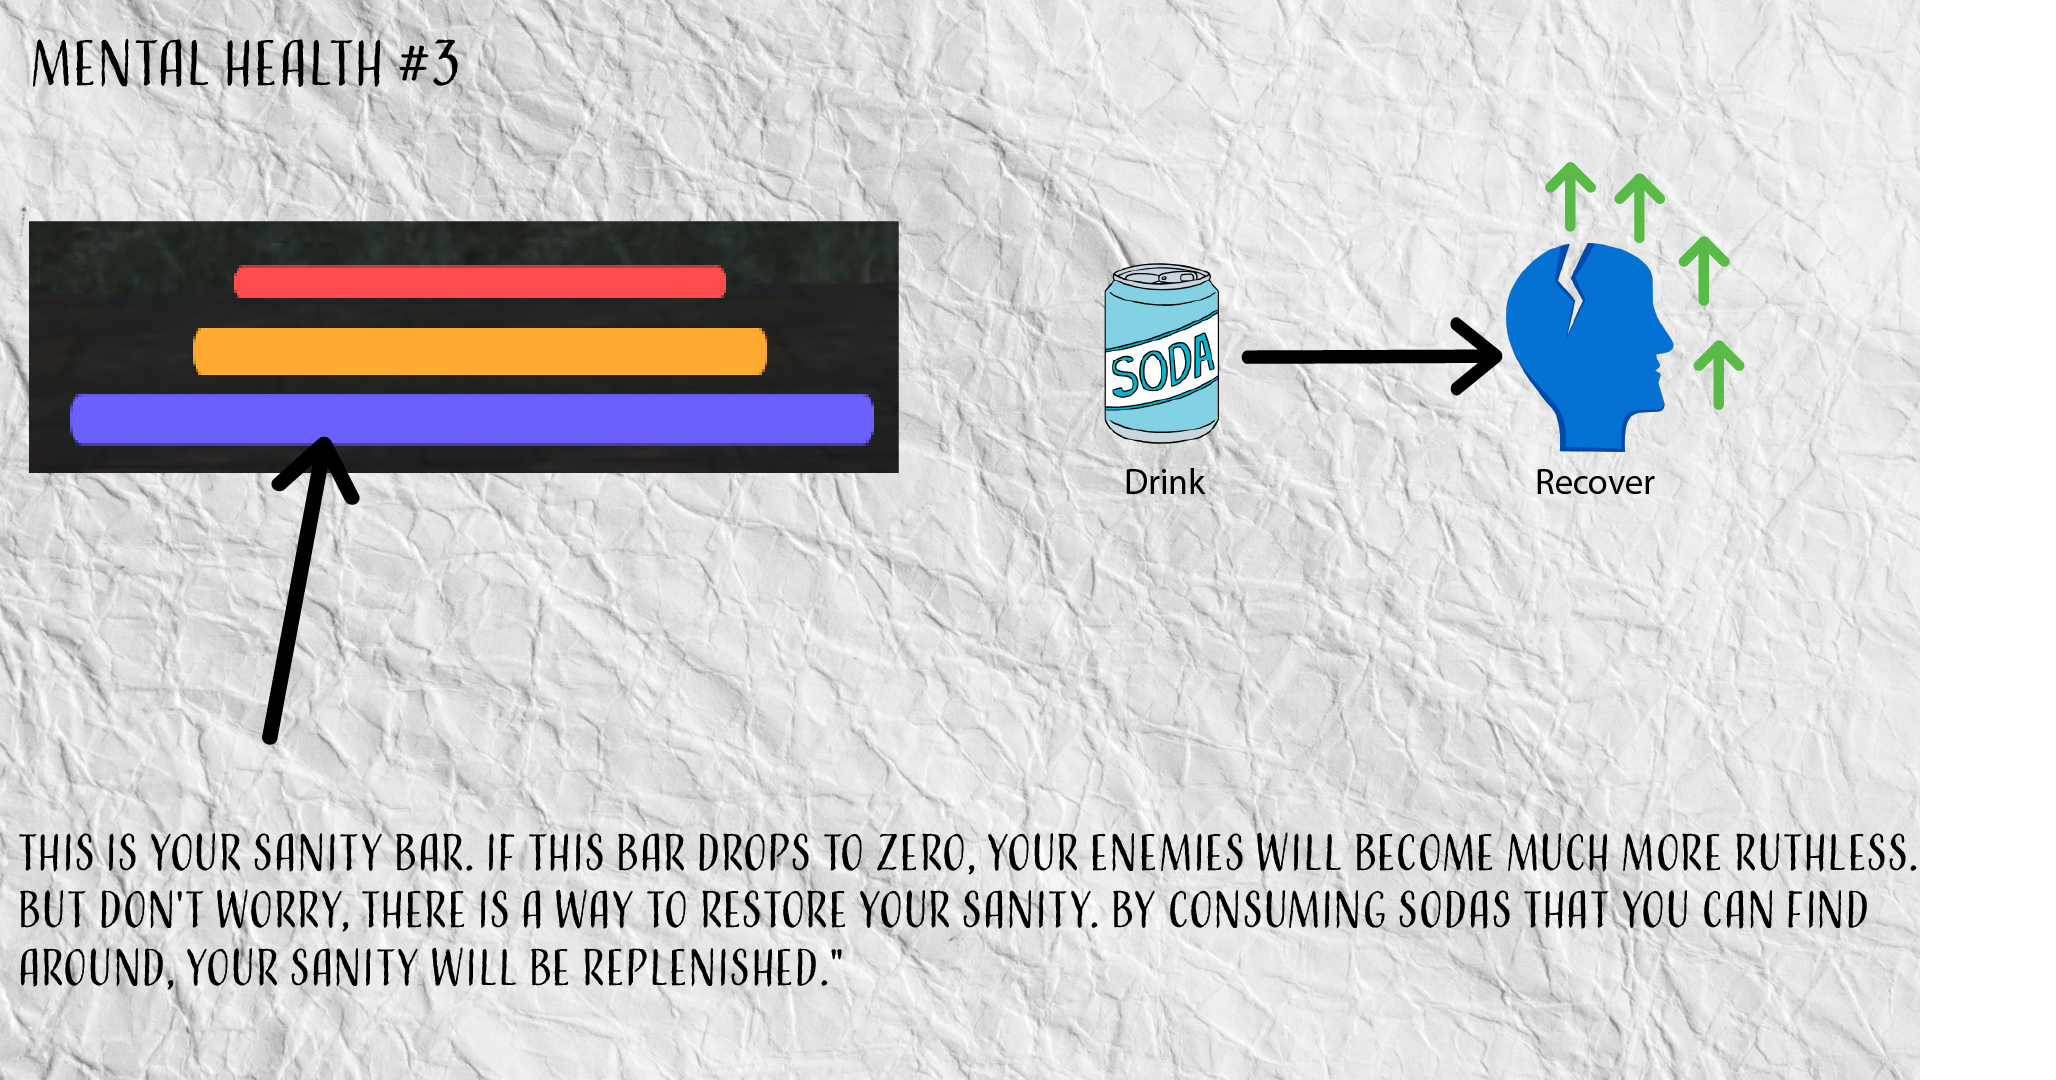 MENTAL HEALTH #3
SODA
Drink
Recover
THIS IS YOUR SANITY BAR. IF THIS BAR DROPS TO ZERO, YOUR ENEMIES WILL BECOME MUCH MORE RUTHLESS.
BUT DON'T WORRY, THERE IS A WAY TO RESTORE YOUR SANITY. BY CONSUMING SODAS THAT YOU CAN FIND
AROUND, YOUR SANITY WILL BE REPLENISHED."